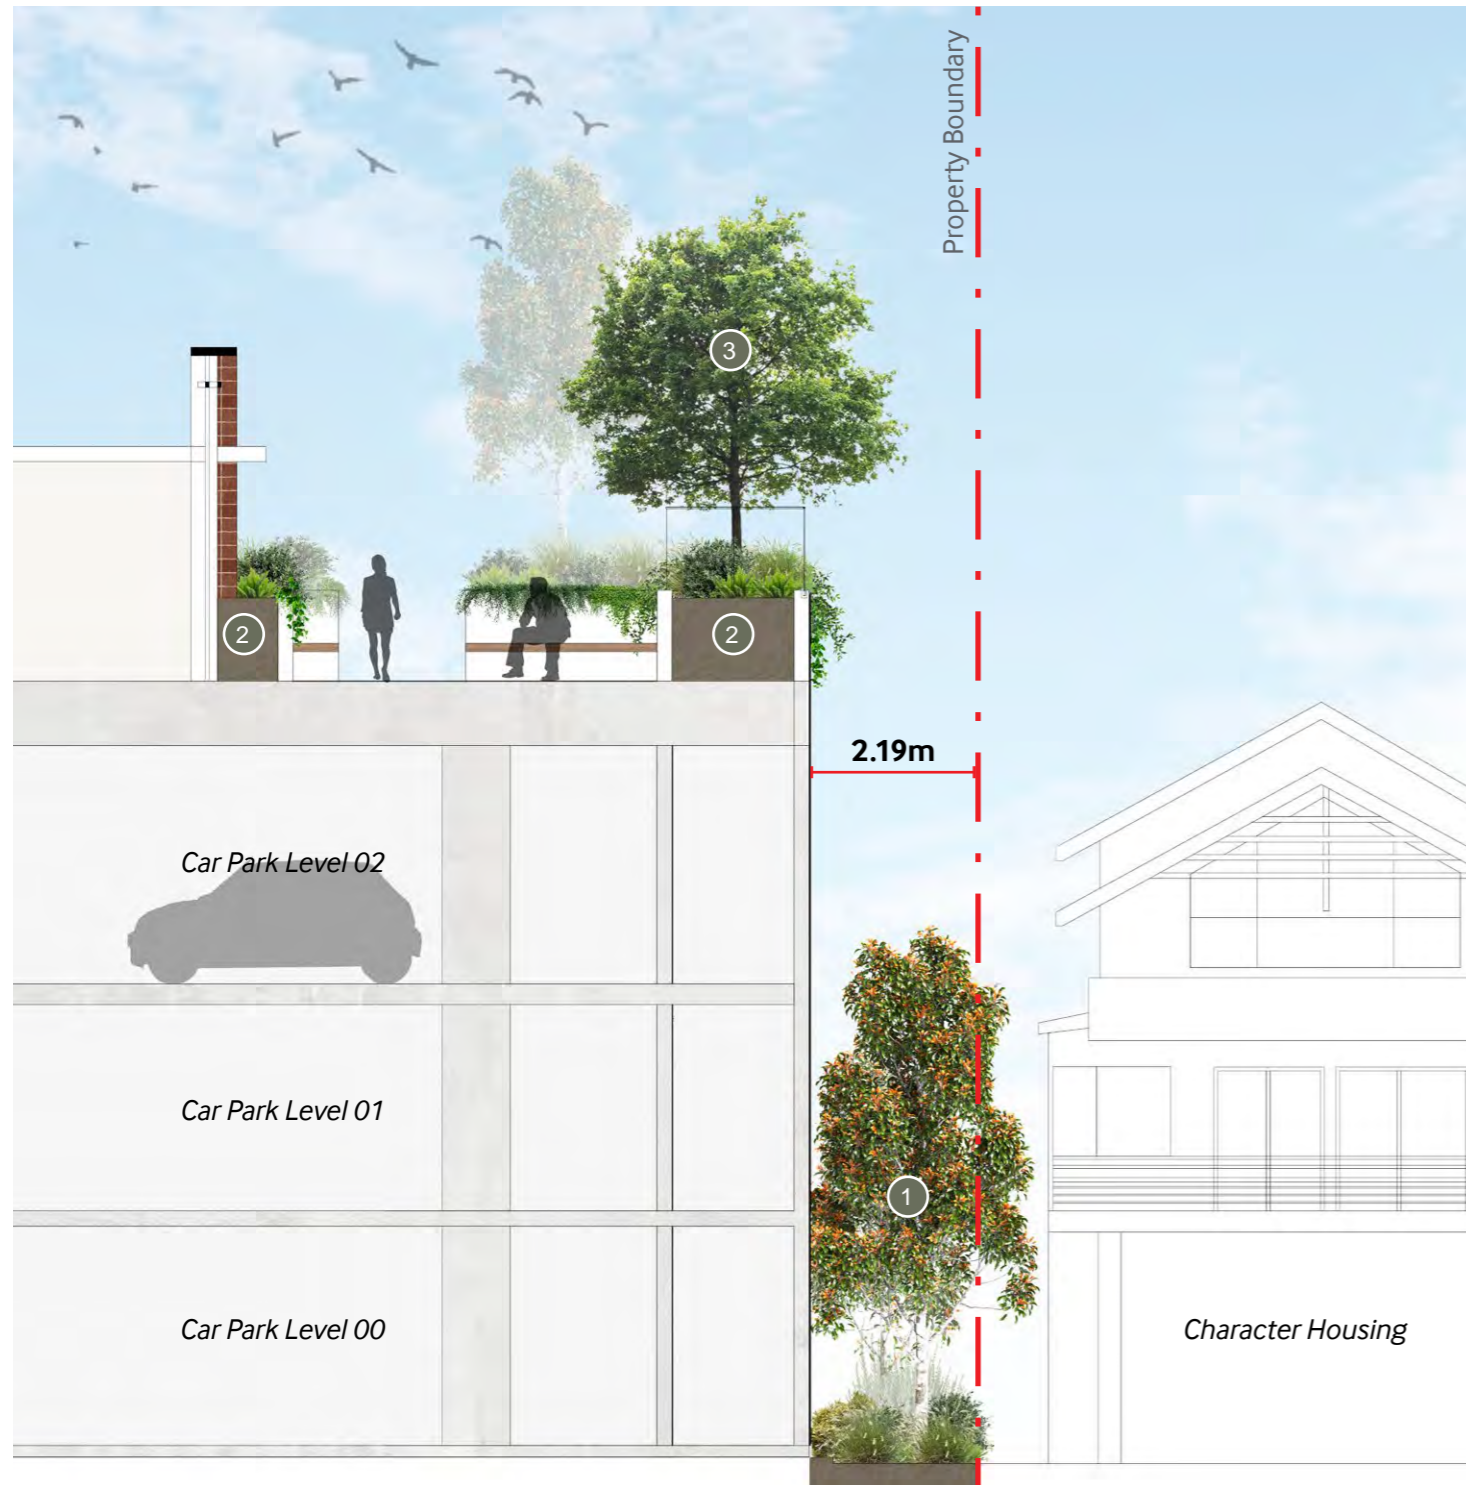 Property Boundary
3
2
2
2.19m
Car Park Level 02
Car Park Level 01
1
Car Park Level 00
Character Housing